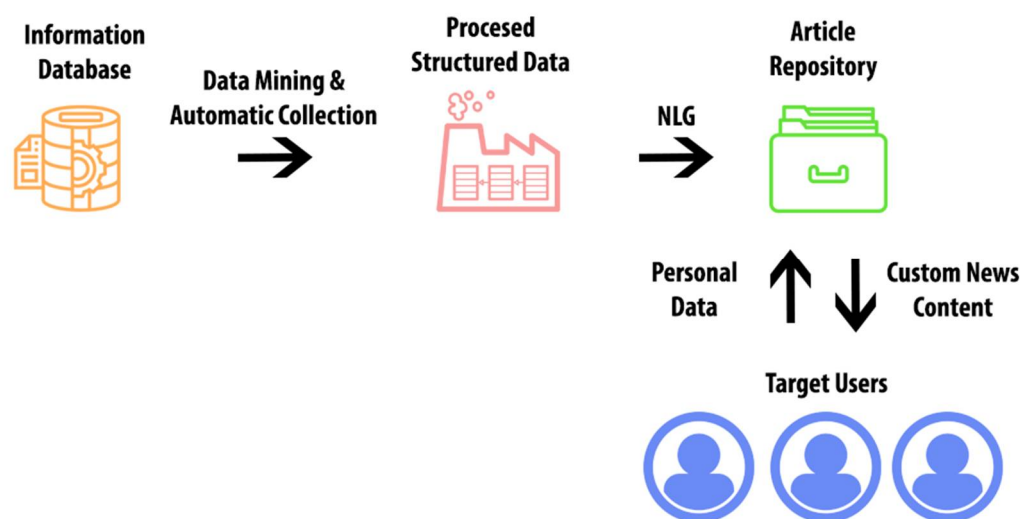 Information
Database
Data Mining &
Automatic Collection
Procesed
Structured Data
NLG
Article
Repository
Personal
Data
Custom News
Content
Target Users